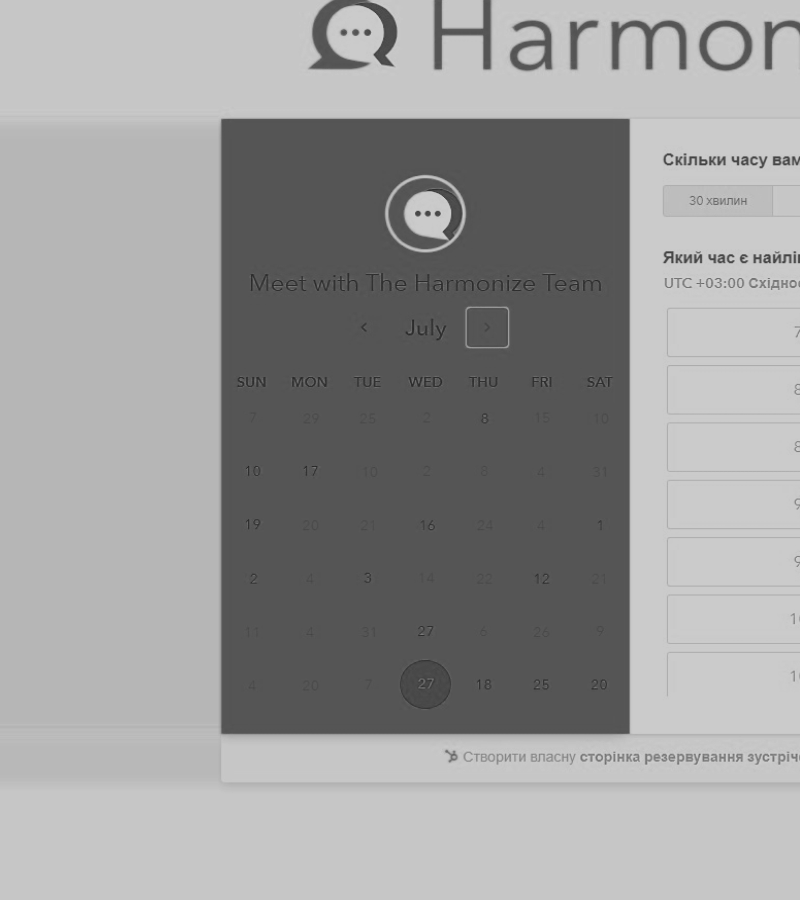 Harmon
Meet with The Harmonize Team
July
SUN MON TUE WED THU FRI SAT
7 29 25 2 8 15 10
10 17 10 2 8 4 31
19 20 21 16 24 4 1
2 4 3 14 22 12 21
11 4 31 27 6 26 9
4 20 7 27 18 25 20
Скільки часу вам
30 хвилин
Який час є найлі
UTC +03:00 Східно
7
8
8
9
9
1
1
Створити власну сторінка резервування зустріч